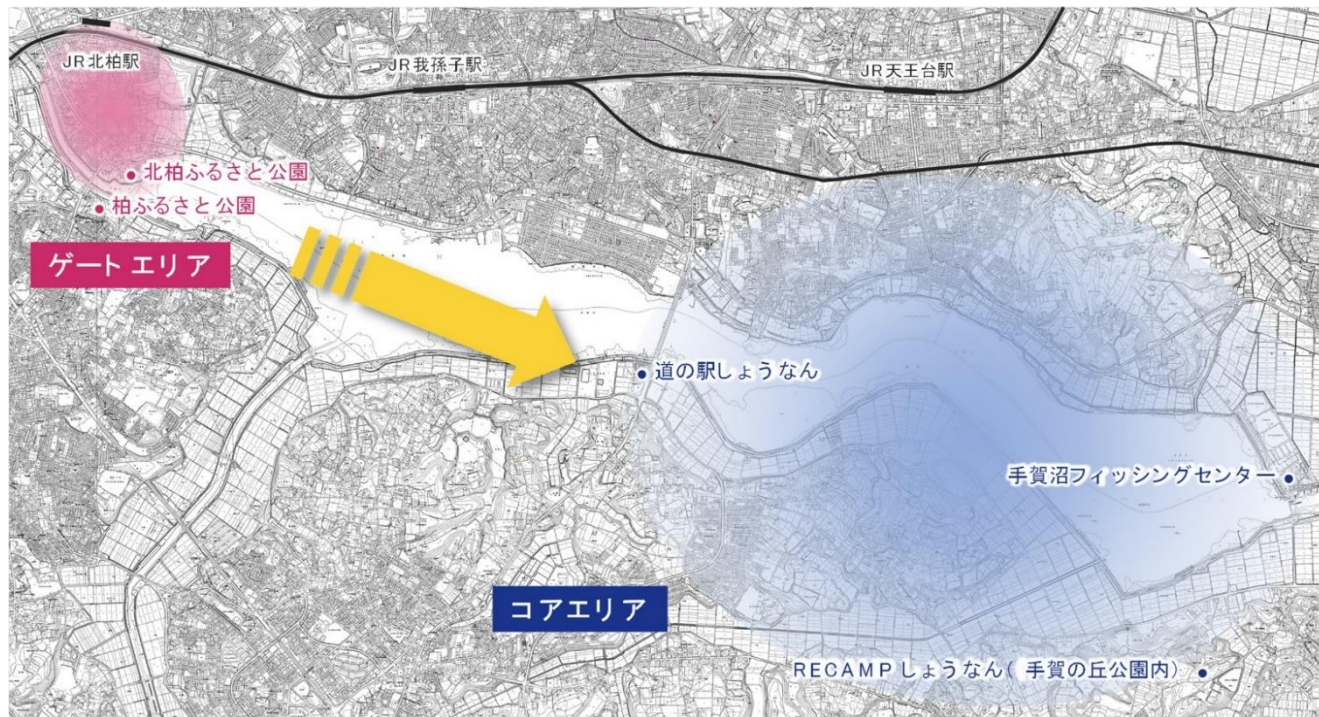 JR北柏駅
JR我孫子駅
JR天王台駅
北柏ふるさと公園
柏ふるさと公園
ゲートエリア
道の駅しょうなん
手賀沼フィッシングセンター
コアエリア
RECAMPしょうなん(手賀の丘公園内)